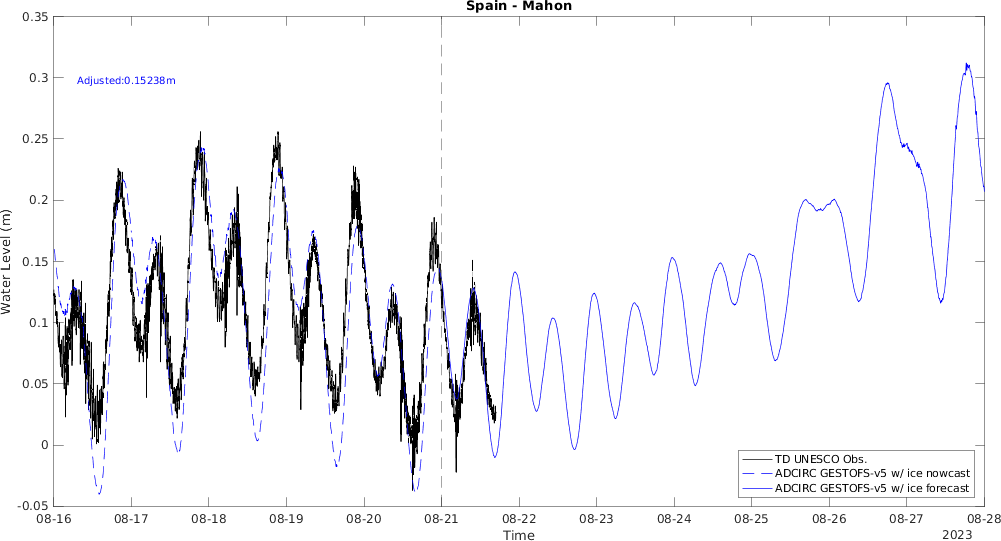 Spain - Mahon
0.35
0.3
0.25
0.2
0.15
0.1
0.05
0
-0.05
Water Level (m)
Adjusted:0.15238m
TD UNESCO Obs.
ADCIRC GESTOFS-v5 w/ ice nowcast
ADCIRC GESTOFS-v5 w/ ice forecast
08-16 08-17 08-18 08-19 08-20 08-21 08-22 08-23 08-24 08-25 08-26 08-27 08-28
Time
2023